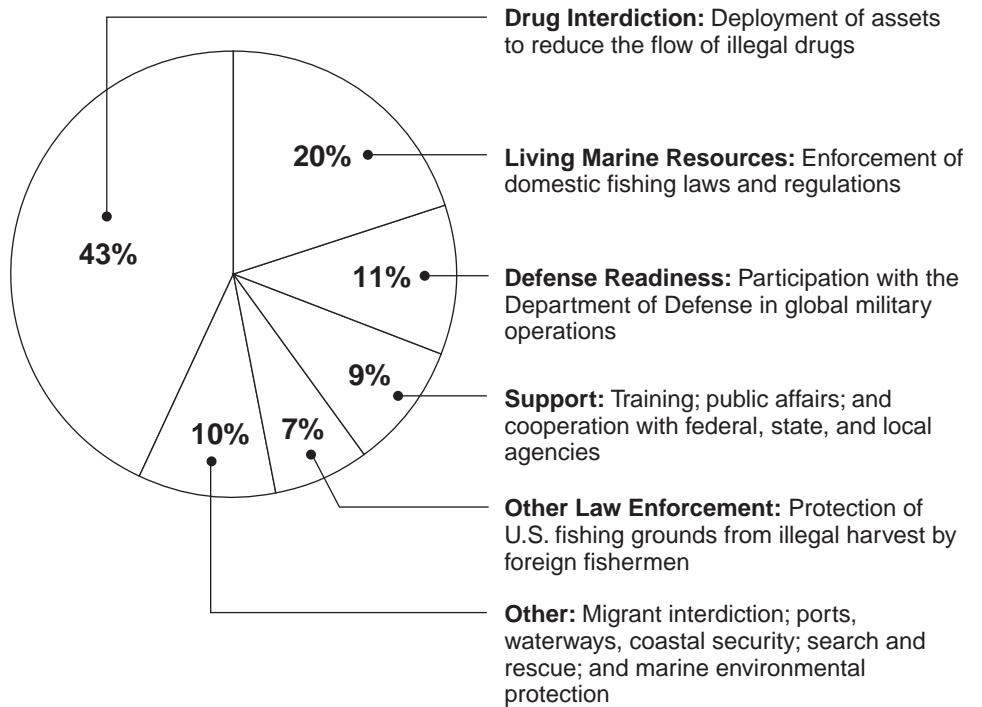 Drug Interdiction: Deployment of assets
to reduce the flow of illegal drugs
20%
Living Marine Resources: Enforcement of
domestic fishing laws and regulations
43%
11%
Defense Readiness: Participation with the
Department of Defense in global military
operations
9%
Support: Training; public affairs; and
cooperation with federal, state, and local
agencies
10%
7%
Other Law Enforcement: Protection of
U.S. fishing grounds from illegal harvest by
foreign fishermen
Other: Migrant interdiction; ports,
waterways, coastal security; search and
rescue; and marine environmental
protection